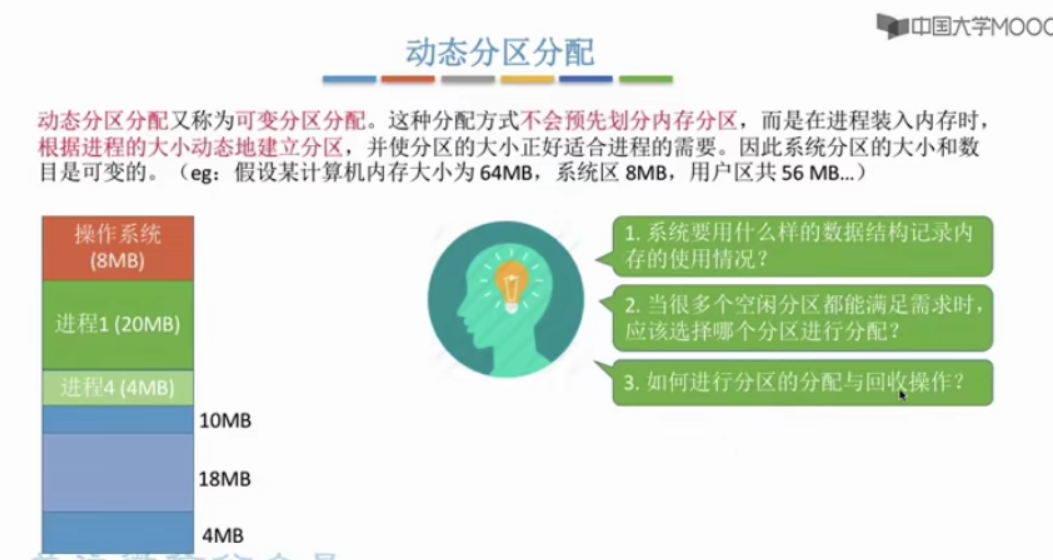 中国大学MOOC
动态分区分配
动态分区分配又称为可变分区分配。这种分配方式不会预先划分内存分区，而是在进程装入内存时，
根据进程的大小动态地建立分区，并使分区的大小正好适合进程的需要。因此系统分区的大小和数
目是可变的。（eg：假设某计算机内存大小为 64MB，系统区 8MB，用户区共 56 MB…）
操作系统
(8MB)
进程1 (20MB)
进程4 (4MB)
10MB
18MB
4MB
1. 系统要用什么样的数据结构记录内
存的使用情况？
2. 当很多个空闲分区都能满足需求时，
应该选择哪个分区进行分配？
3. 如何进行分区的分配与回收操作？